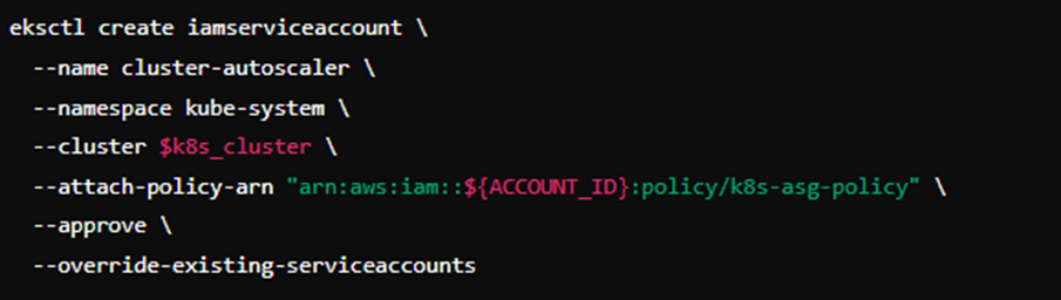 eksctl create iamserviceaccount \
--name cluster-autoscaler \
--namespace kube-system \
--cluster $k8s_cluster \
--attach-policy-arn "arn:aws:iam::${ACCOUNT_ID}:policy/k8s-asg-policy" \
--approve \
--override-existing-serviceaccounts